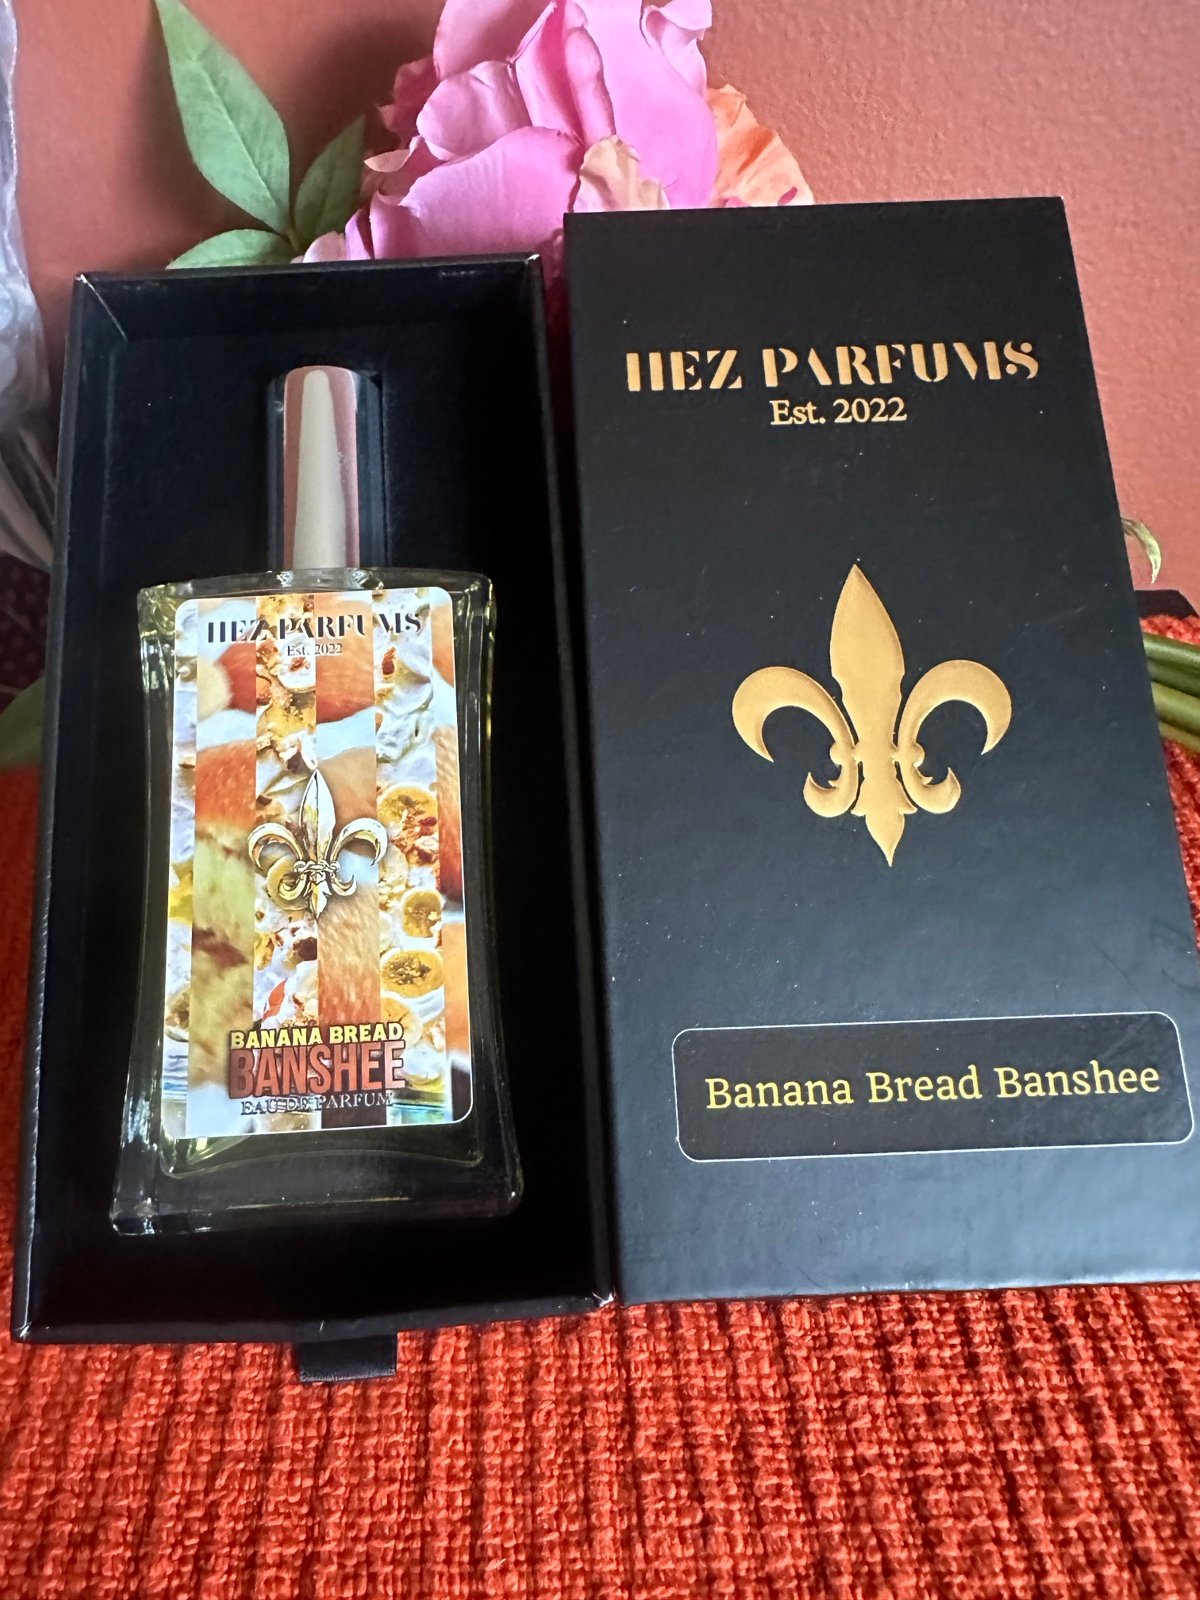 HEZ PARFUMS
Est. 2022
BANANA BREAD
BANSHEE
EAU DE PARFUM
HEZ PARFUMS
Est. 2022
Banana Bread Banshee